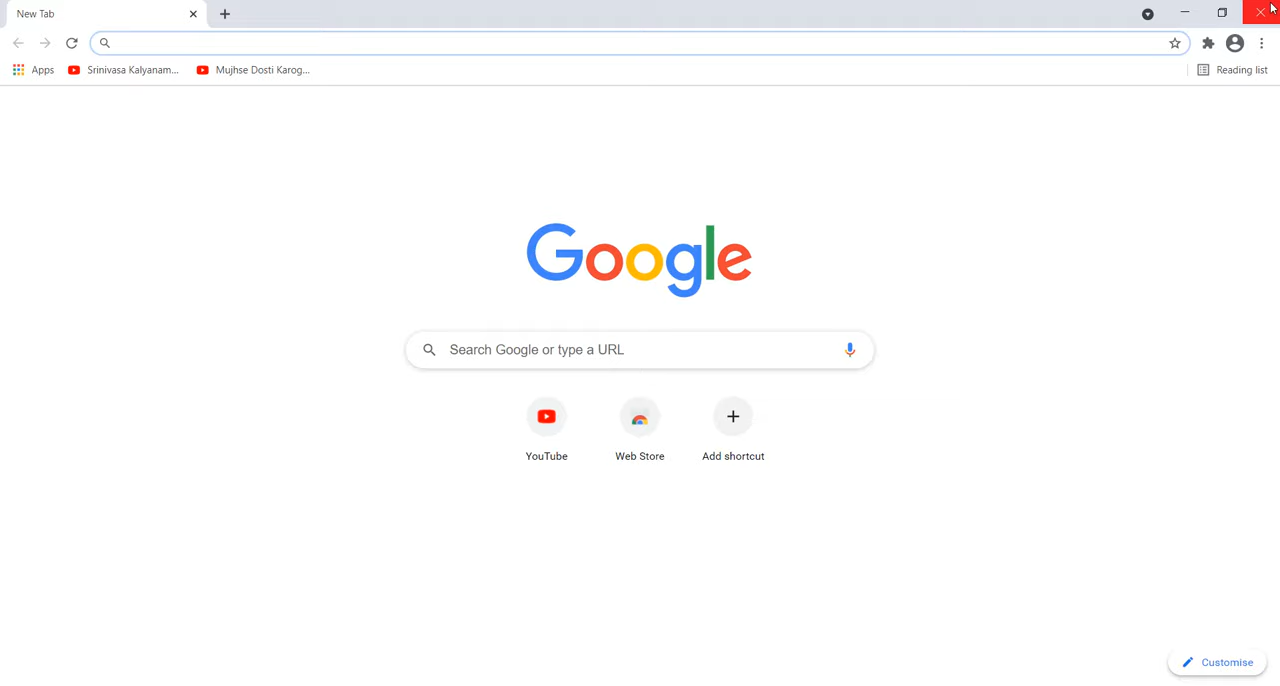 New Tab
Apps
Srinivasa Kalyanam...
Mujhse Dosti Karog...
Reading list
Google
Search Google or type a URL
YouTube
Web Store
Add shortcut
Customise